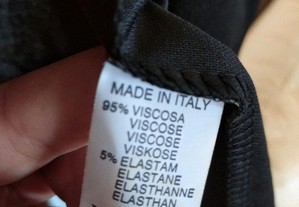 MADE IN ITALY
95% VISCOSA
VISCOSE
VISCOSE
VISKOSE
5% ELASTAM
ELASTANE
ELASTHANNE
ELASTHAN